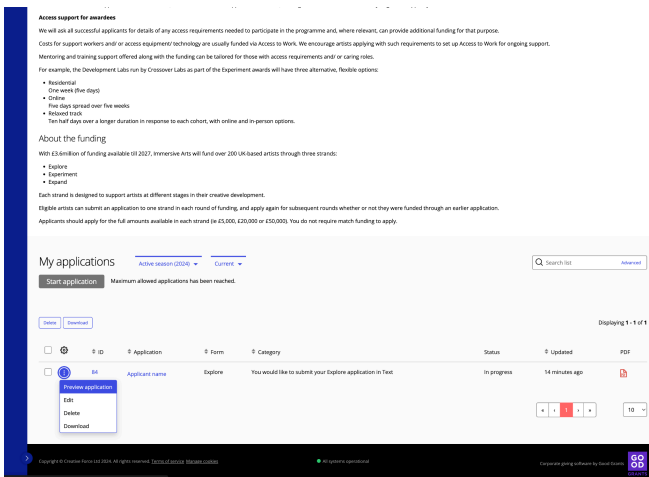 Access support for awardees
We will ask all successful applicants for details of any access requirements needed to participate in the programme and, where relevant, can provide additional funding for that purpose.
Costs for support workers and/ or access equipment/ technology are usually funded via Access to Work. We encourage artists applying with such requirements to set up Access to Work for ongoing support.
Mentoring and training support offered along with the funding can be tailored for those with access requirements and/ or caring roles.
For example, the Development Labs run by Crossover Labs as part of the Experiment awards will have three alternative, flexible options:
• Residential
One week (five days)
• Online
Five days spread over five weeks
• Relaxed track
Ten half days over a longer duration in response to each cohort, with online and in-person options.
About the funding
With £3.6million of funding available till 2027, Immersive Arts will fund over 200 UK-based artists through three strands:
• Explore
• Experiment
• Expand
Each strand is designed to support artists at different stages in their creative development.
Eligible artists can submit an application to one strand in each round of funding, and apply again for subsequent rounds whether or not they were funded through an earlier application.
Applicants should apply for the full amounts available in each strand (ie £5,000, £20,000 or £50,000). You do not require match funding to apply.
My applications Active season (2024) Current Search list Advanced
Start application Maximum allowed applications has been reached.
Delete Download Displaying 1 - 1 of 1
ID Application Form Category Status Updated PDF
84 Applicant name Explore You would like to submit your Explore application in Text In progress 14 minutes ago
Preview application
Edit
Delete
Download
« ‹ 1 › » 10
Copyright © Creative Force Ltd 2024. All rights reserved. Terms of service Manage cookies All systems operational Corporate giving software by Good Grants GO OD GRANTS